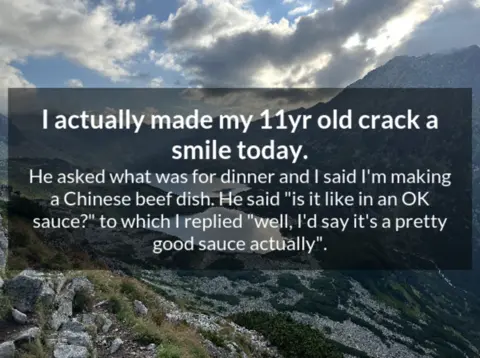 I actually made my 11yr old crack a
smile today.
He asked what was for dinner and I said I'm making
a Chinese beef dish. He said "is it like in an OK
sauce?" to which I replied "well, I'd say it's a pretty
good sauce actually".